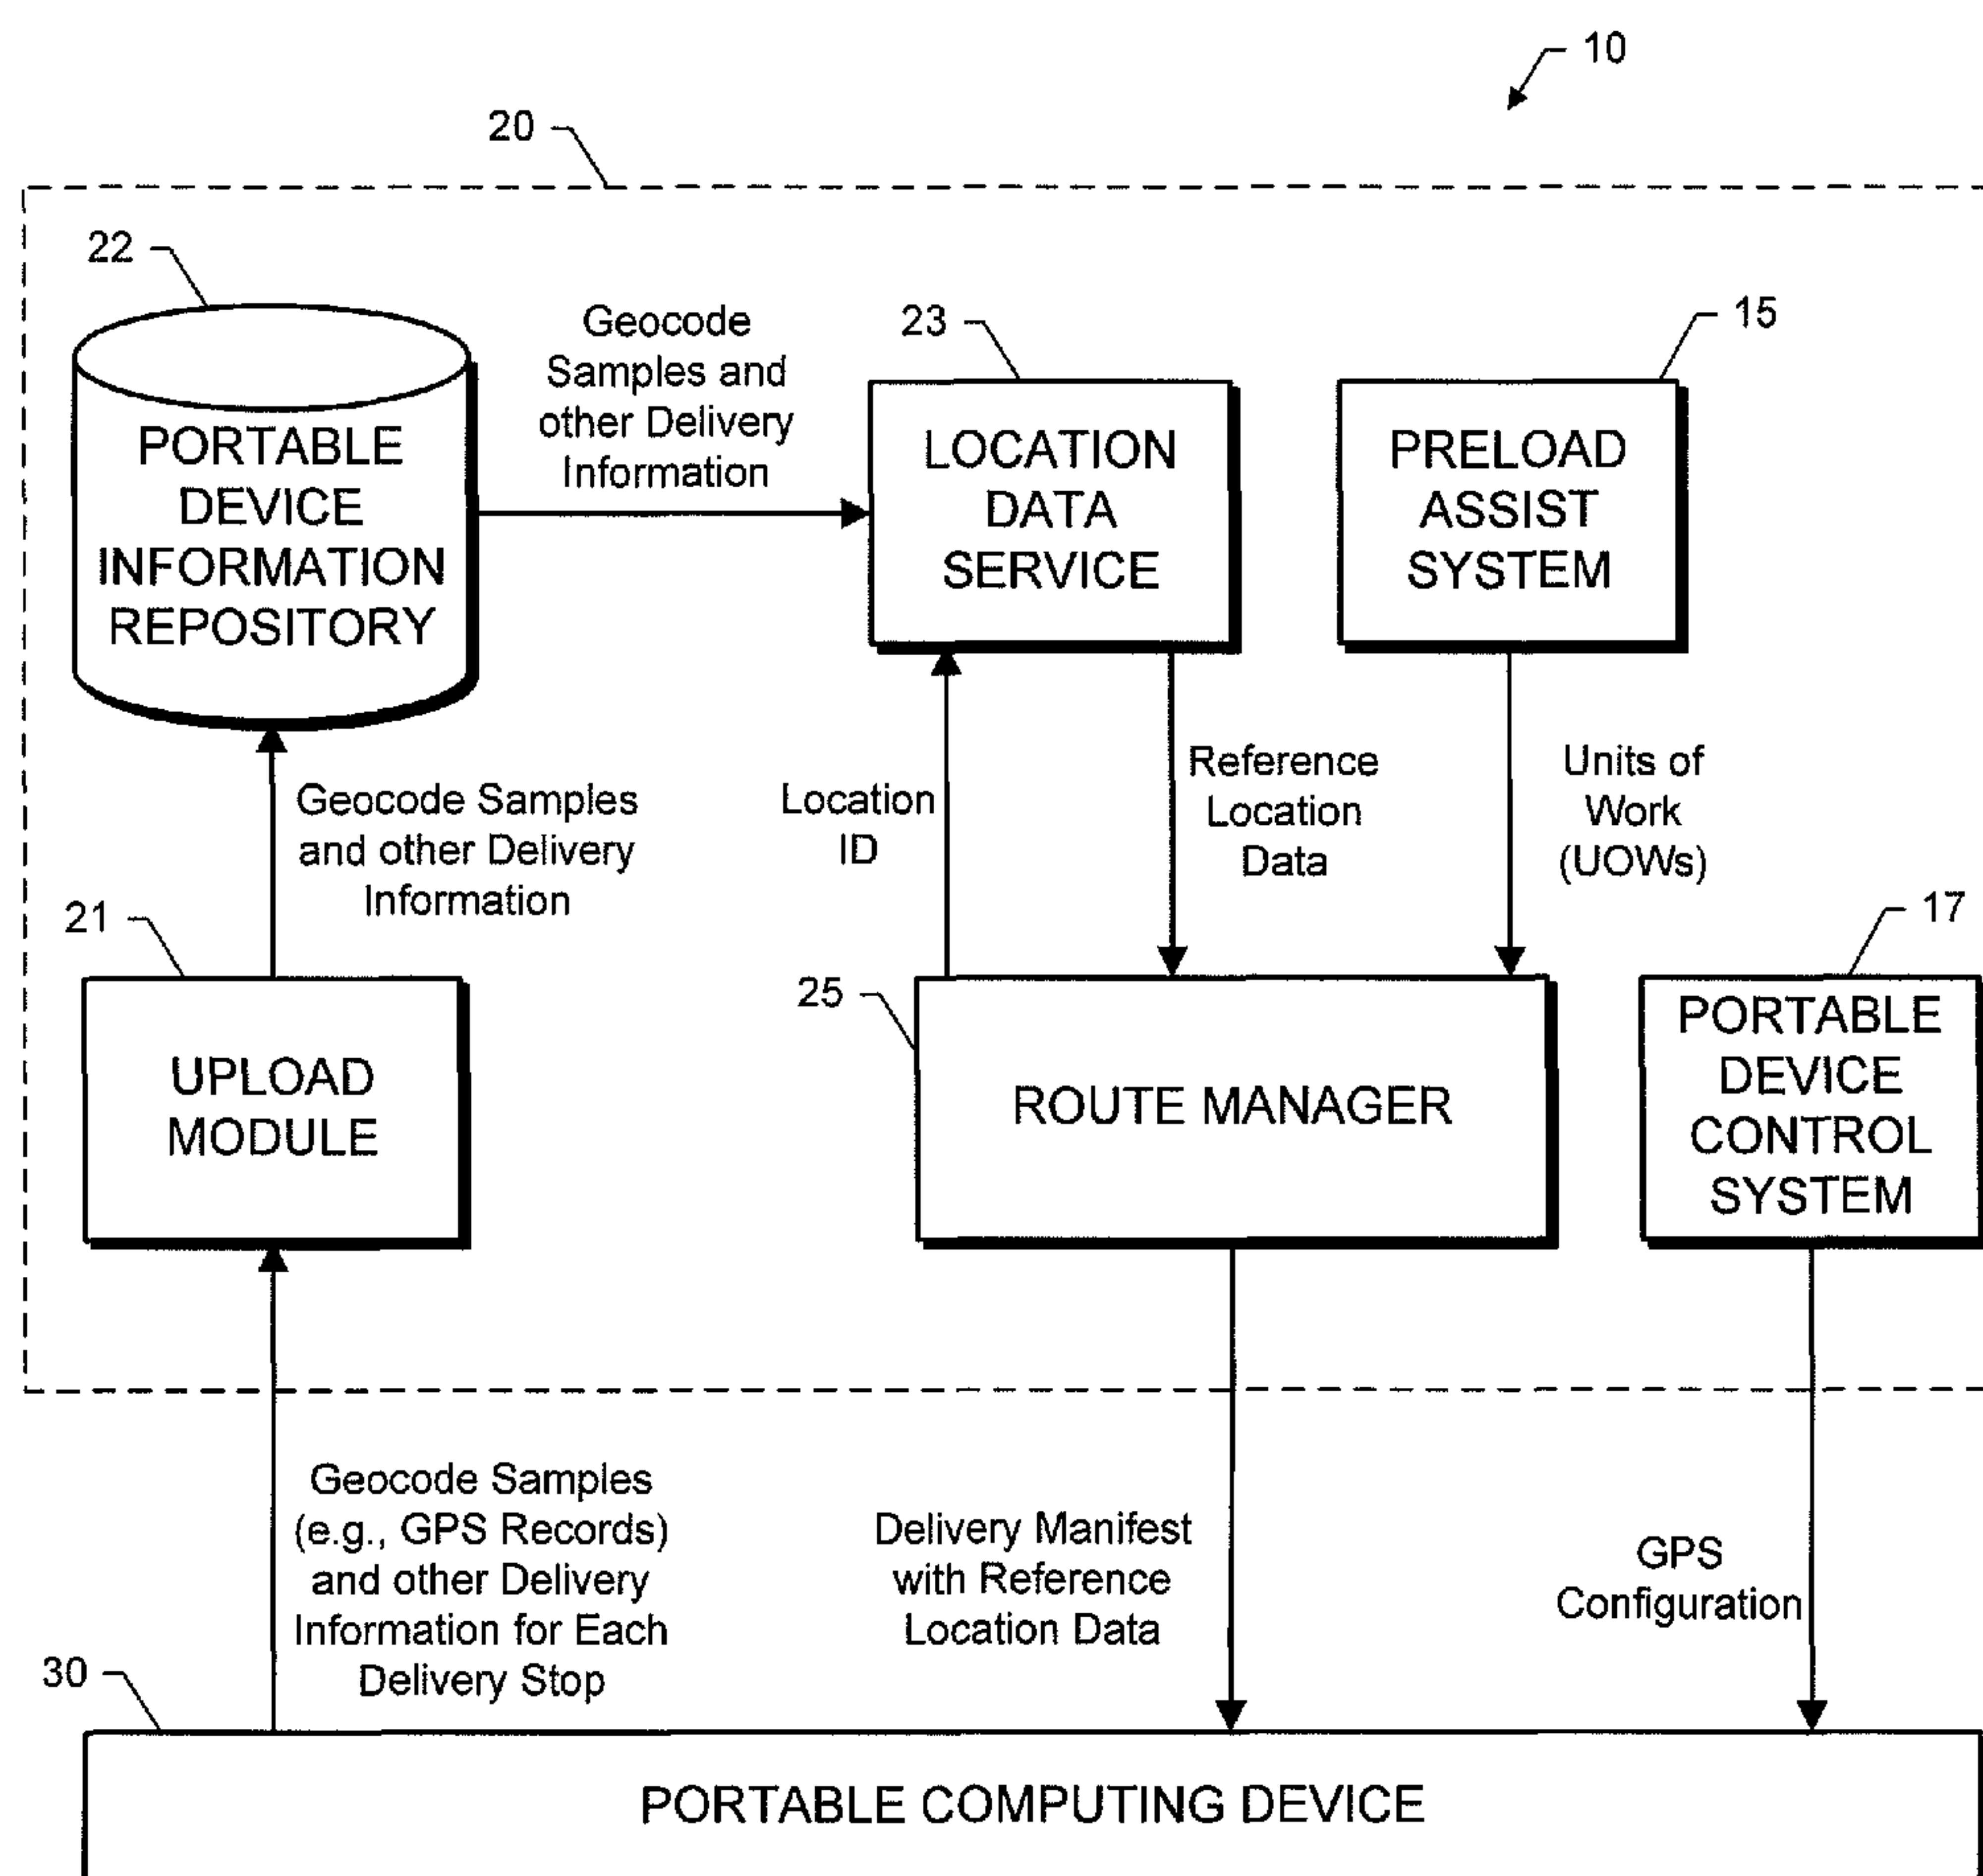 10
20
22
Geocode
Samples and
other Delivery
Information
23
15
PORTABLE
DEVICE
INFORMATION
REPOSITORY
LOCATION
DATA
SERVICE
PRELOAD
ASSIST
SYSTEM
Geocode Samples
and other Delivery
Information
Location
ID
Reference
Location
Data
Units of
Work
(UOWs)
21
25
17
UPLOAD
MODULE
ROUTE MANAGER
PORTABLE
DEVICE
CONTROL
SYSTEM
Geocode Samples
(e.g., GPS Records)
and other Delivery
Information for Each
Delivery Stop
Delivery Manifest
with Reference
Location Data
GPS
Configuration
30
PORTABLE COMPUTING DEVICE